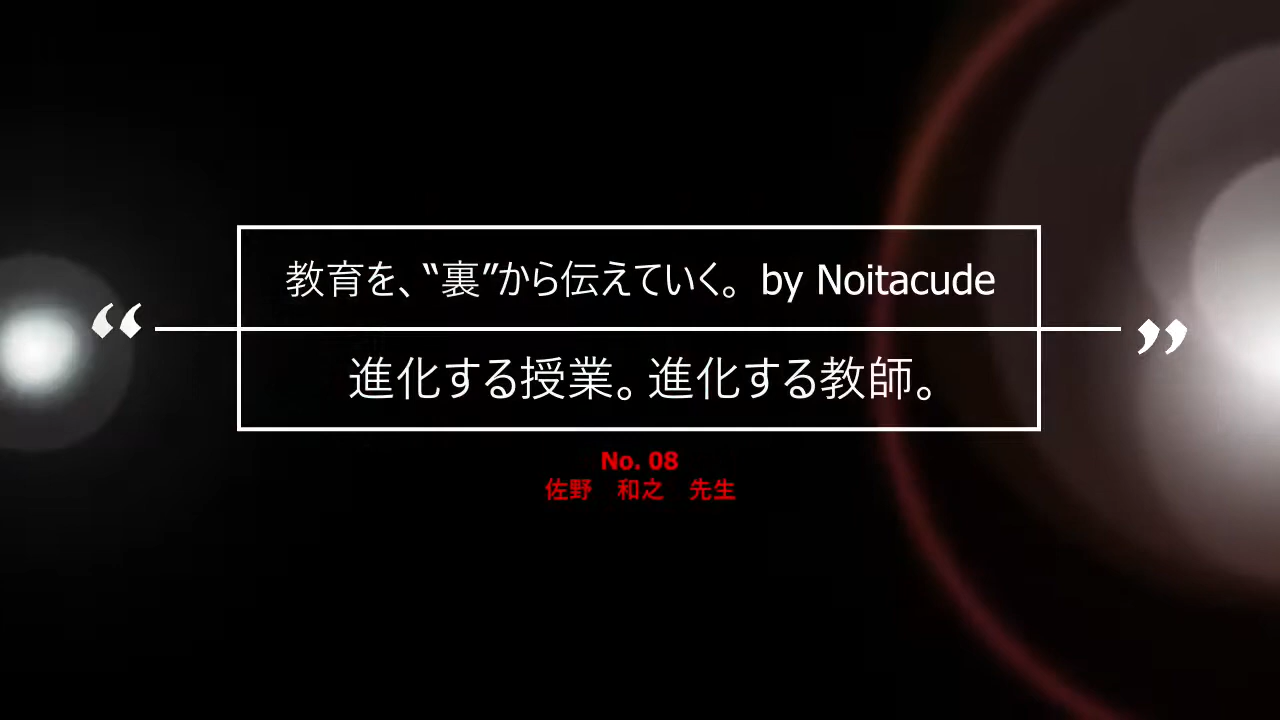 教育を、“裏”から伝えていく。 by Noitacude
進化する授業。進化する教師。
No. 08
佐野　和之　先生